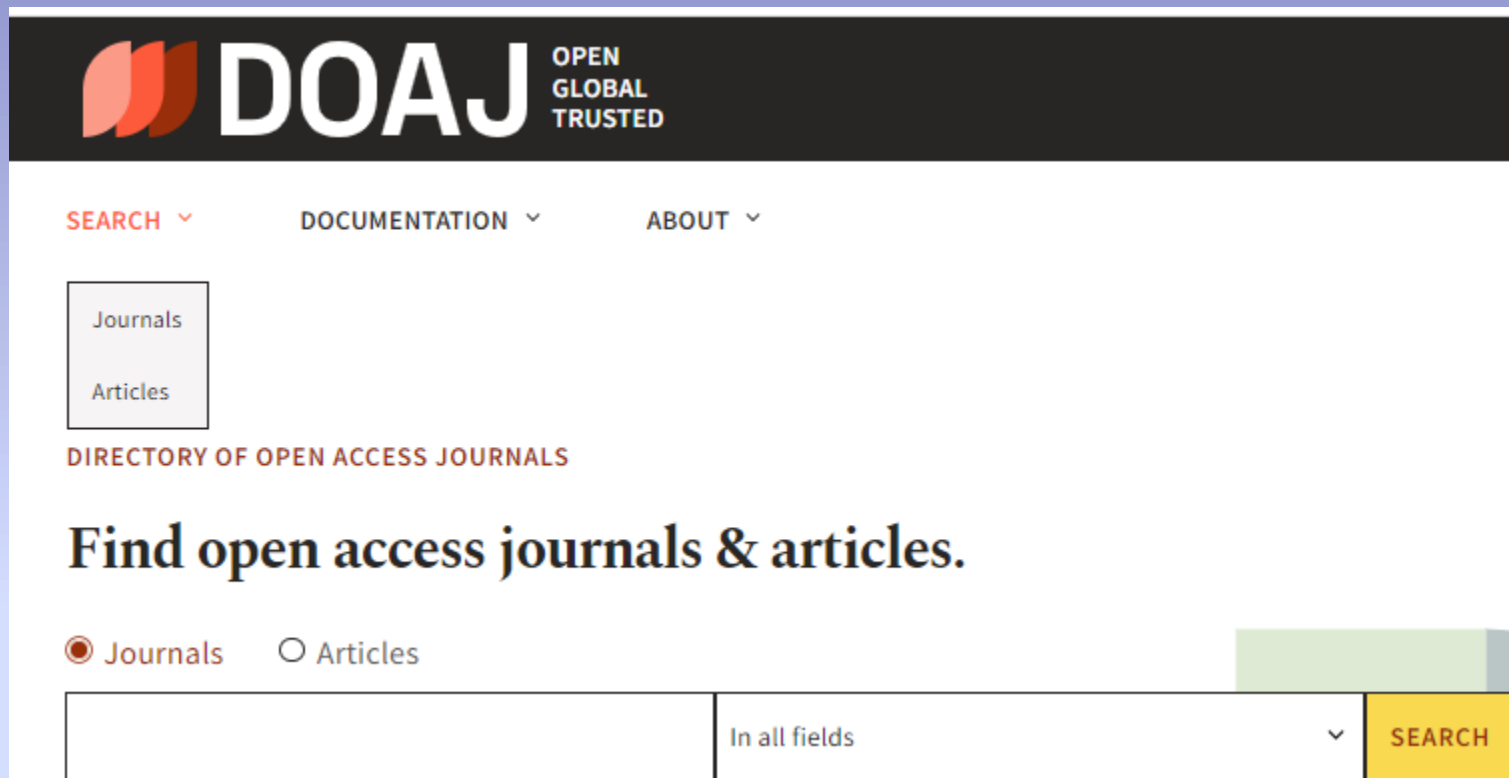 DOAJ
OPEN
GLOBAL
TRUSTED
SEARCH DOCUMENTATION ABOUT
Journals
Articles
DIRECTORY OF OPEN ACCESS JOURNALS
Find open access journals & articles.
Journals Articles
In all fields SEARCH